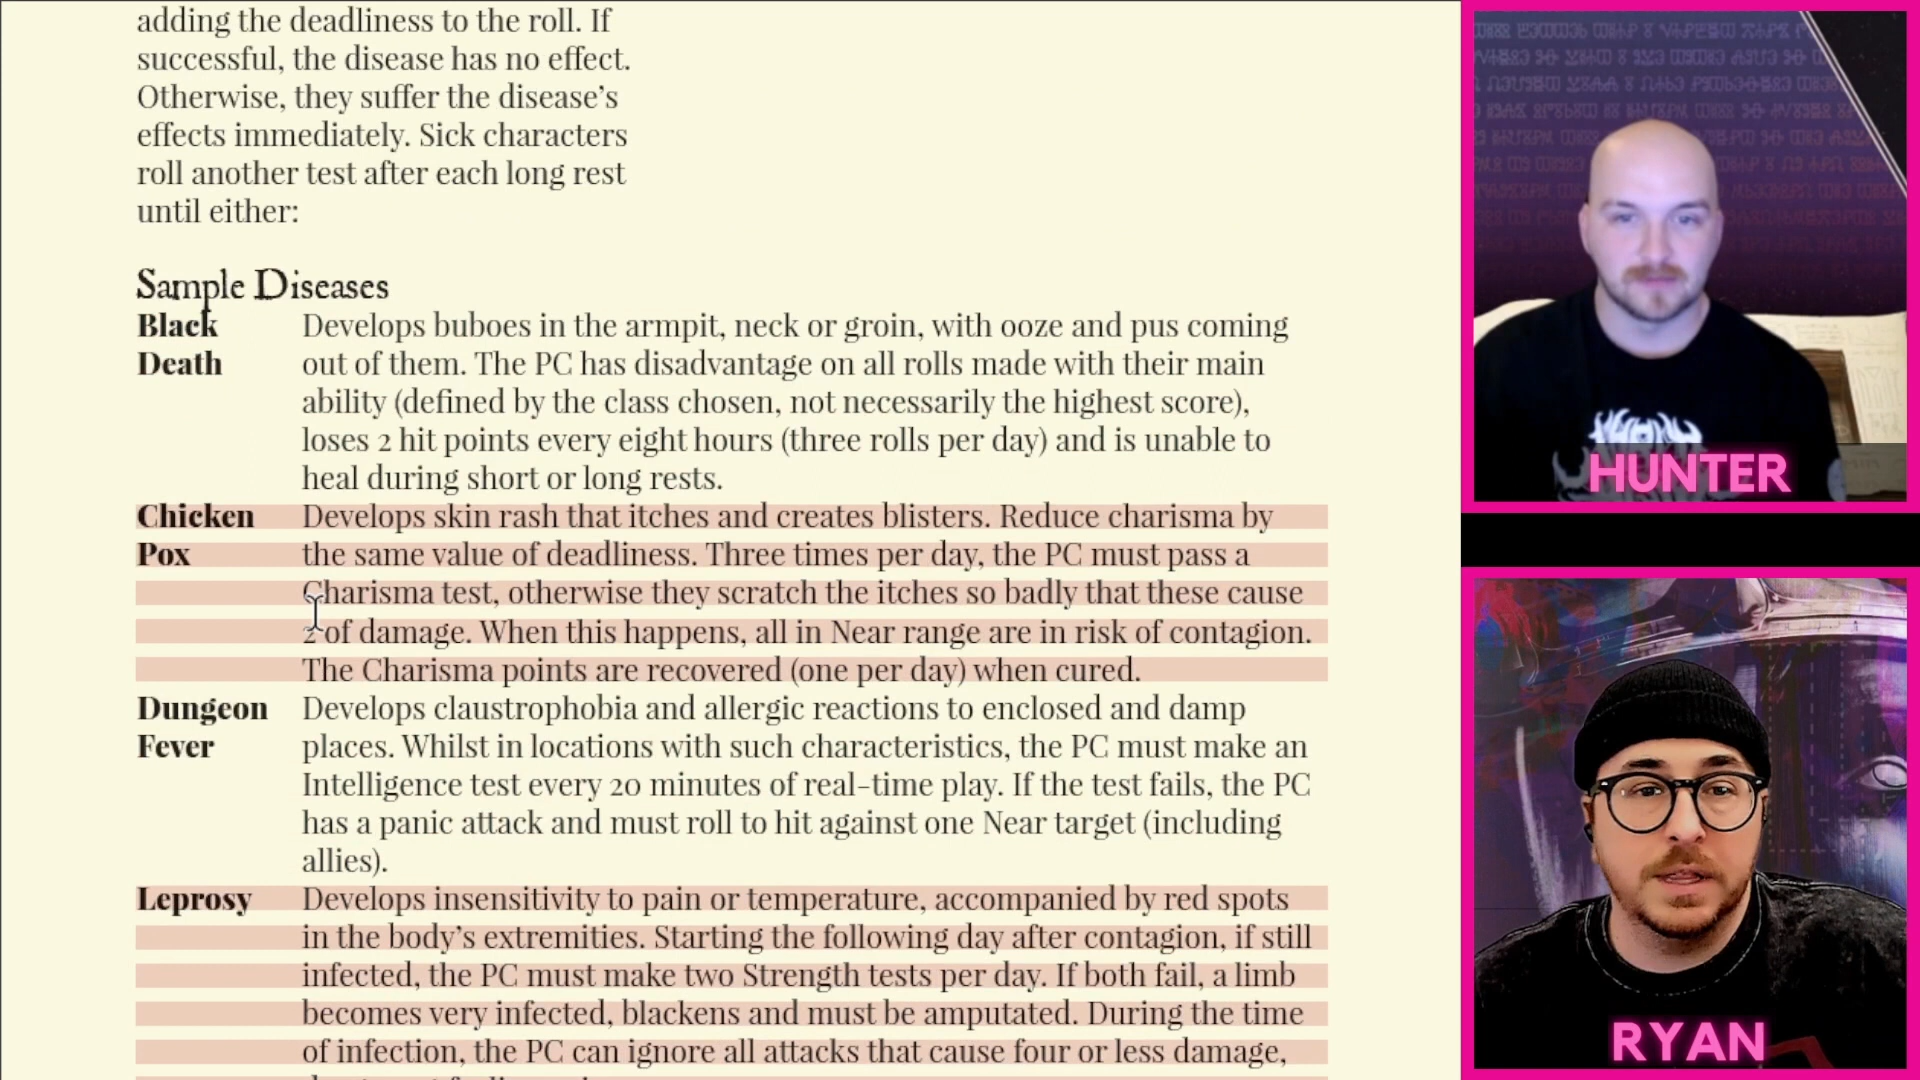 adding the deadliness to the roll. If
successful, the disease has no effect.
Otherwise, they suffer the disease’s
effects immediately. Sick characters
roll another test after each long rest
until either:
Sample Diseases
Black Death
Develops buboes in the armpit, neck or groin, with ooze and pus coming
out of them. The PC has disadvantage on all rolls made with their main
ability (defined by the class chosen, not necessarily the highest score),
loses 2 hit points every eight hours (three rolls per day) and is unable to
heal during short or long rests.
Chicken Pox
Develops skin rash that itches and creates blisters. Reduce charisma by
the same value of deadliness. Three times per day, the PC must pass a
Charisma test, otherwise they scratch the itches so badly that these cause
2 of damage. When this happens, all in Near range are in risk of contagion.
The Charisma points are recovered (one per day) when cured.
Dungeon Fever
Develops claustrophobia and allergic reactions to enclosed and damp
places. Whilst in locations with such characteristics, the PC must make an
Intelligence test every 20 minutes of real-time play. If the test fails, the PC
has a panic attack and must roll to hit against one Near target (including
allies).
Leprosy
Develops insensitivity to pain or temperature, accompanied by red spots
in the body’s extremities. Starting the following day after contagion, if still
infected, the PC must make two Strength tests per day. If both fail, a limb
becomes very infected, blackens and must be amputated. During the time
of infection, the PC can ignore all attacks that cause four or less damage,
HUNTER
RYAN